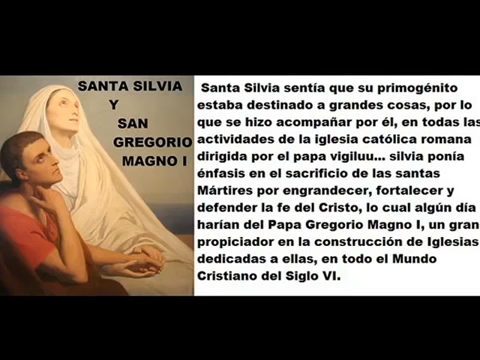 SANTA SILVIA
Y
SAN
GREGORIO
MAGNO I
Santa Silvia sentía que su primogénito
estaba destinado a grandes cosas, por lo
que se hizo acompañar por él, en todas las
actividades de la iglesia católica romana
dirigida por el papa vigiluu... silvia ponía
énfasis en el sacrificio de las santas
Mártires por engrandecer, fortalecer y
defender la fe del Cristo, lo cual algún día
harían del Papa Gregorio Magno I, un gran
propiciador en la construcción de Iglesias
dedicadas a ellas, en todo el Mundo
Cristiano del Siglo VI.